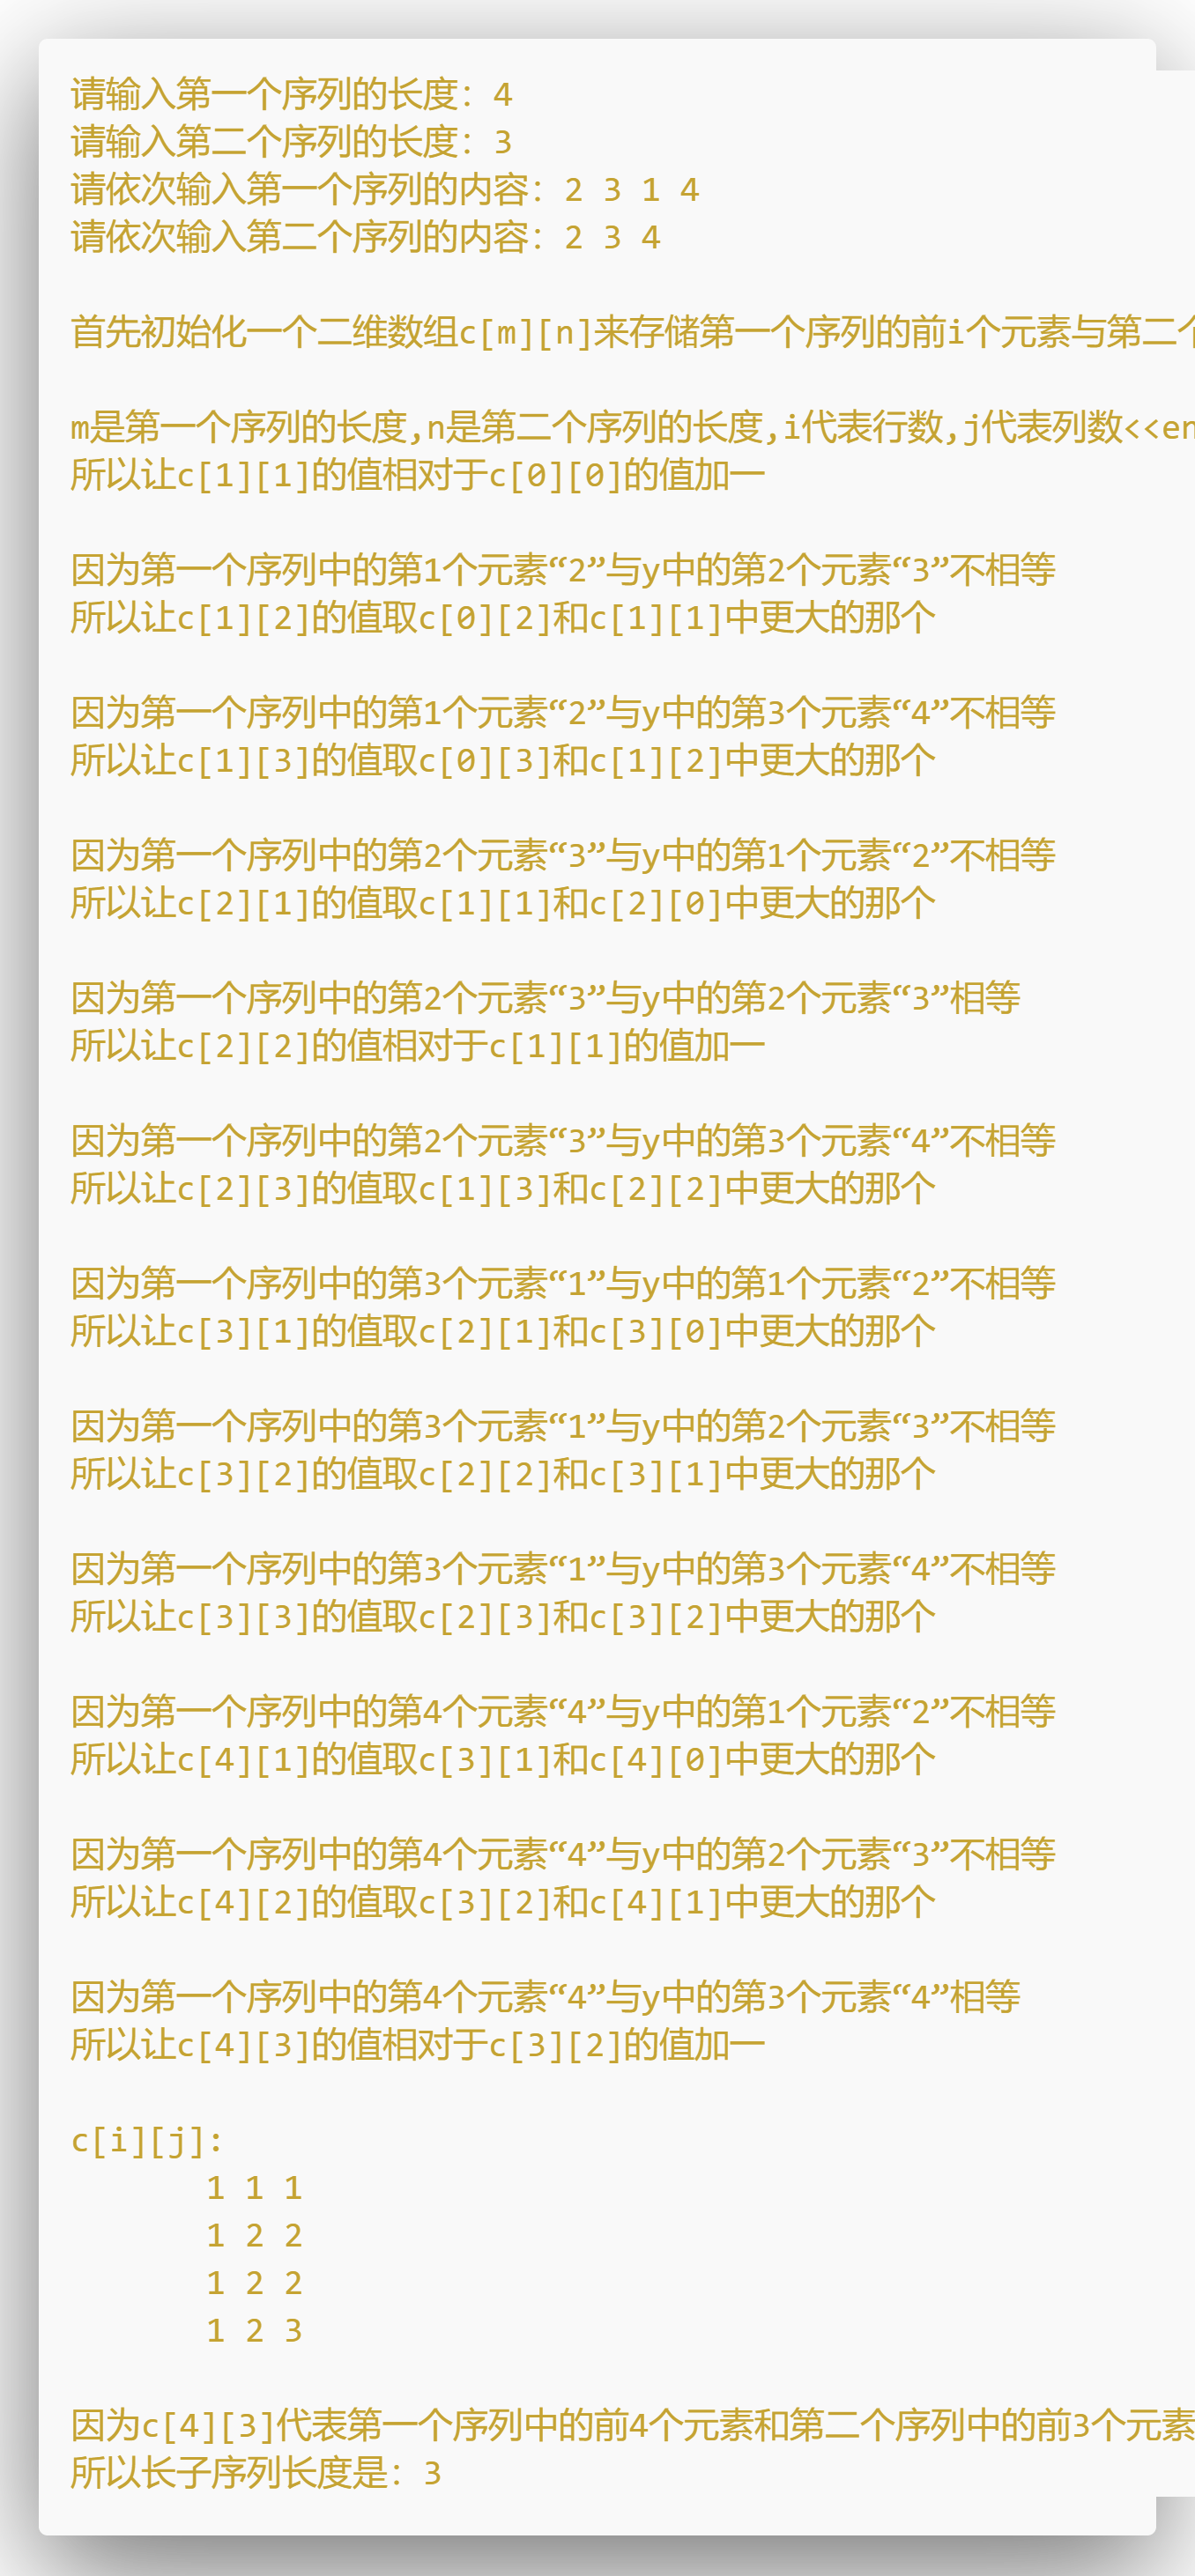 请输入第一个序列的长度：4
请输入第二个序列的长度：3
请依次输入第一个序列的内容：2 3 1 4
请依次输入第二个序列的内容：2 3 4
首先初始化一个二维数组c[m][n]来存储第一个序列的前i个元素与第二个
m是第一个序列的长度,n是第二个序列的长度,i代表行数,j代表列数<<en
所以让c[1][1]的值相对于c[0][0]的值加一
因为第一个序列中的第1个元素“2”与y中的第2个元素“3”不相等
所以让c[1][2]的值取c[0][2]和c[1][1]中更大的那个
因为第一个序列中的第1个元素“2”与y中的第3个元素“4”不相等
所以让c[1][3]的值取c[0][3]和c[1][2]中更大的那个
因为第一个序列中的第2个元素“3”与y中的第1个元素“2”不相等
所以让c[2][1]的值取c[1][1]和c[2][0]中更大的那个
因为第一个序列中的第2个元素“3”与y中的第2个元素“3”相等
所以让c[2][2]的值相对于c[1][1]的值加一
因为第一个序列中的第2个元素“3”与y中的第3个元素“4”不相等
所以让c[2][3]的值取c[1][3]和c[2][2]中更大的那个
因为第一个序列中的第3个元素“1”与y中的第1个元素“2”不相等
所以让c[3][1]的值取c[2][1]和c[3][0]中更大的那个
因为第一个序列中的第3个元素“1”与y中的第2个元素“3”不相等
所以让c[3][2]的值取c[2][2]和c[3][1]中更大的那个
因为第一个序列中的第3个元素“1”与y中的第3个元素“4”不相等
所以让c[3][3]的值取c[2][3]和c[3][2]中更大的那个
因为第一个序列中的第4个元素“4”与y中的第1个元素“2”不相等
所以让c[4][1]的值取c[3][1]和c[4][0]中更大的那个
因为第一个序列中的第4个元素“4”与y中的第2个元素“3”不相等
所以让c[4][2]的值取c[3][2]和c[4][1]中更大的那个
因为第一个序列中的第4个元素“4”与y中的第3个元素“4”相等
所以让c[4][3]的值相对于c[3][2]的值加一
c[i][j]:
1 1 1
1 2 2
1 2 2
1 2 3
因为c[4][3]代表第一个序列中的前4个元素和第二个序列中的前3个元素
所以长子序列长度是：3